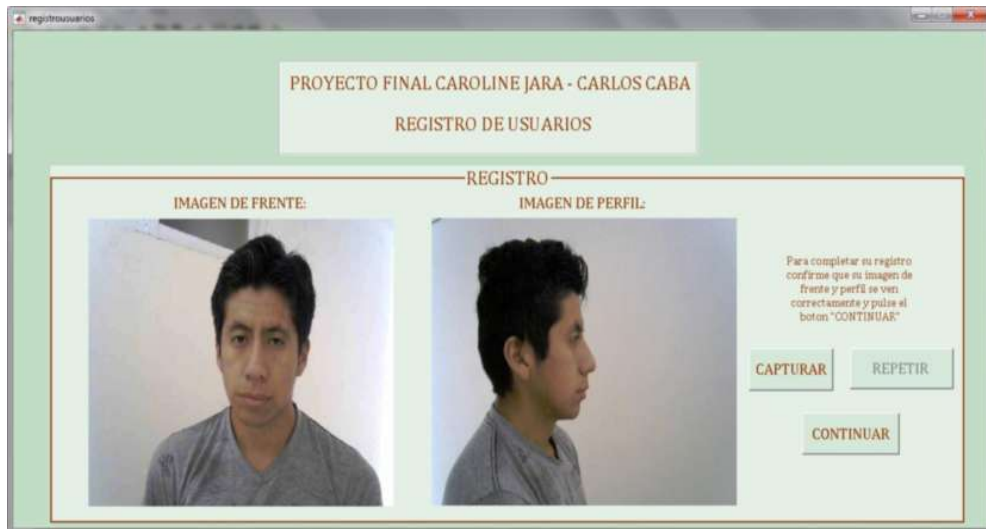 registrousuarios
PROYECTO FINAL CAROLINE JARA - CARLOS CABA
REGISTRO DE USUARIOS
REGISTRO
IMAGEN DE FRENTE:
IMAGEN DE PERFIL:
Para completar su registro
confirme que su imagen de
frente y perfil se ven
correctamente y pulse el
boton "CONTINUAR"
CAPTURAR
REPETIR
CONTINUAR